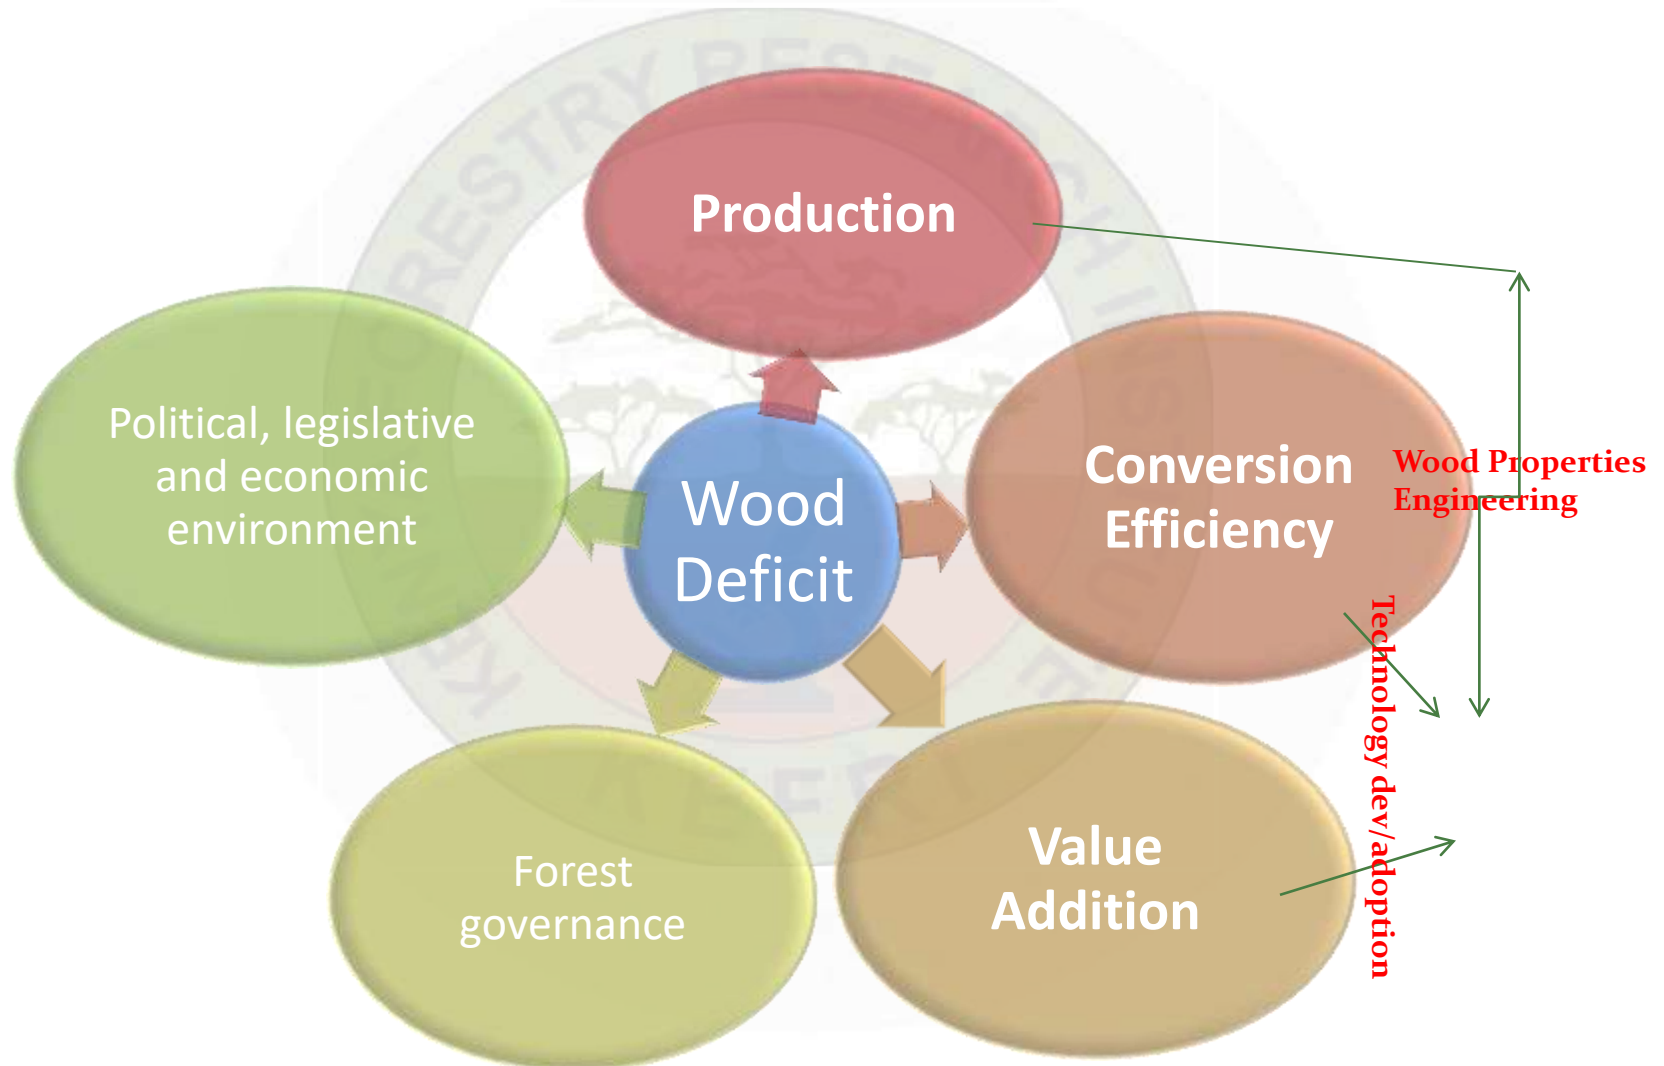 Production
Political, legislative
and economic
environment
Wood
Deficit
Conversion
Efficiency
Wood Properties
Engineering
Technology dev/adoption
Forest
governance
Value
Addition
KEFRI